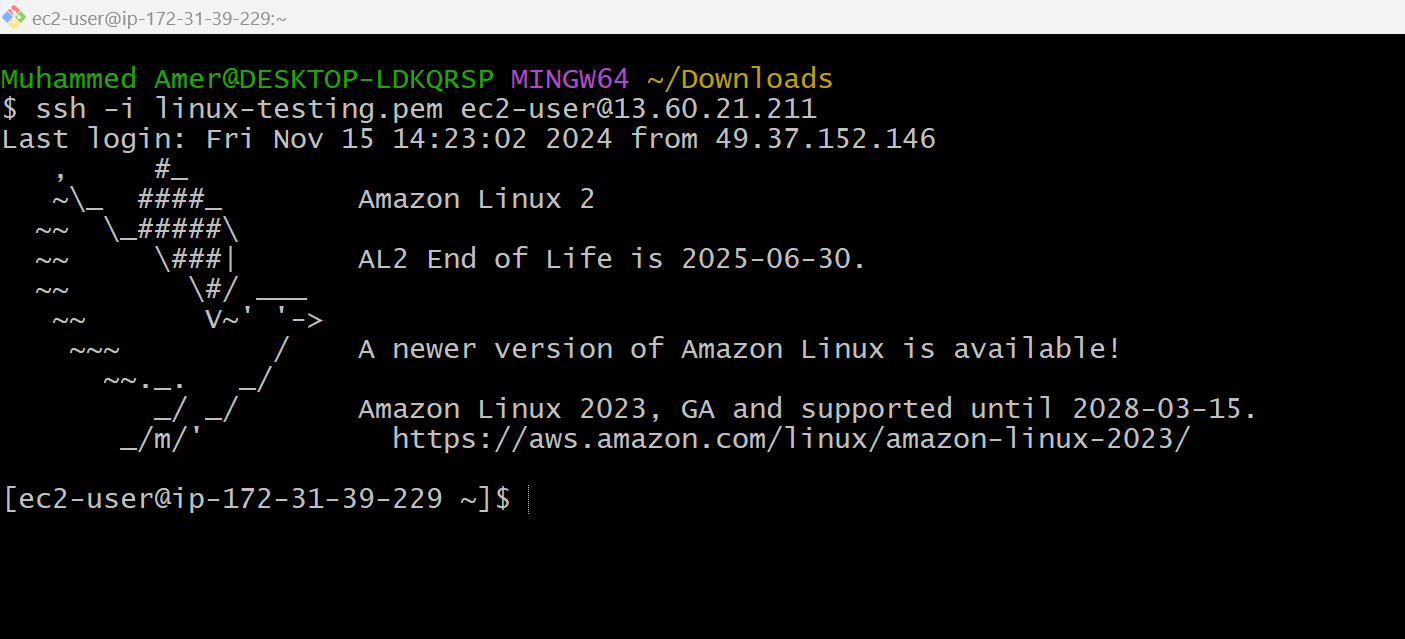 ec2-user@ip-172-31-39-229:~
Muhammed Amer@DESKTOP-LDKQRSP MINGW64 ~/Downloads
$ ssh -i linux-testing.pem ec2-user@13.60.21.211
Last login: Fri Nov 15 14:23:02 2024 from 49.37.152.146
   ,     #_
   ~\_  ####_        Amazon Linux 2
  ~~  \_#####\
  ~~     \###|       AL2 End of Life is 2025-06-30.
  ~~       \#/ ___
   ~~       V~' '->
    ~~~         /    A newer version of Amazon Linux is available!
      ~~._.   _/
         _/ _/       Amazon Linux 2023, GA and supported until 2028-03-15.
       _/m/'           https://aws.amazon.com/linux/amazon-linux-2023/
[ec2-user@ip-172-31-39-229 ~]$